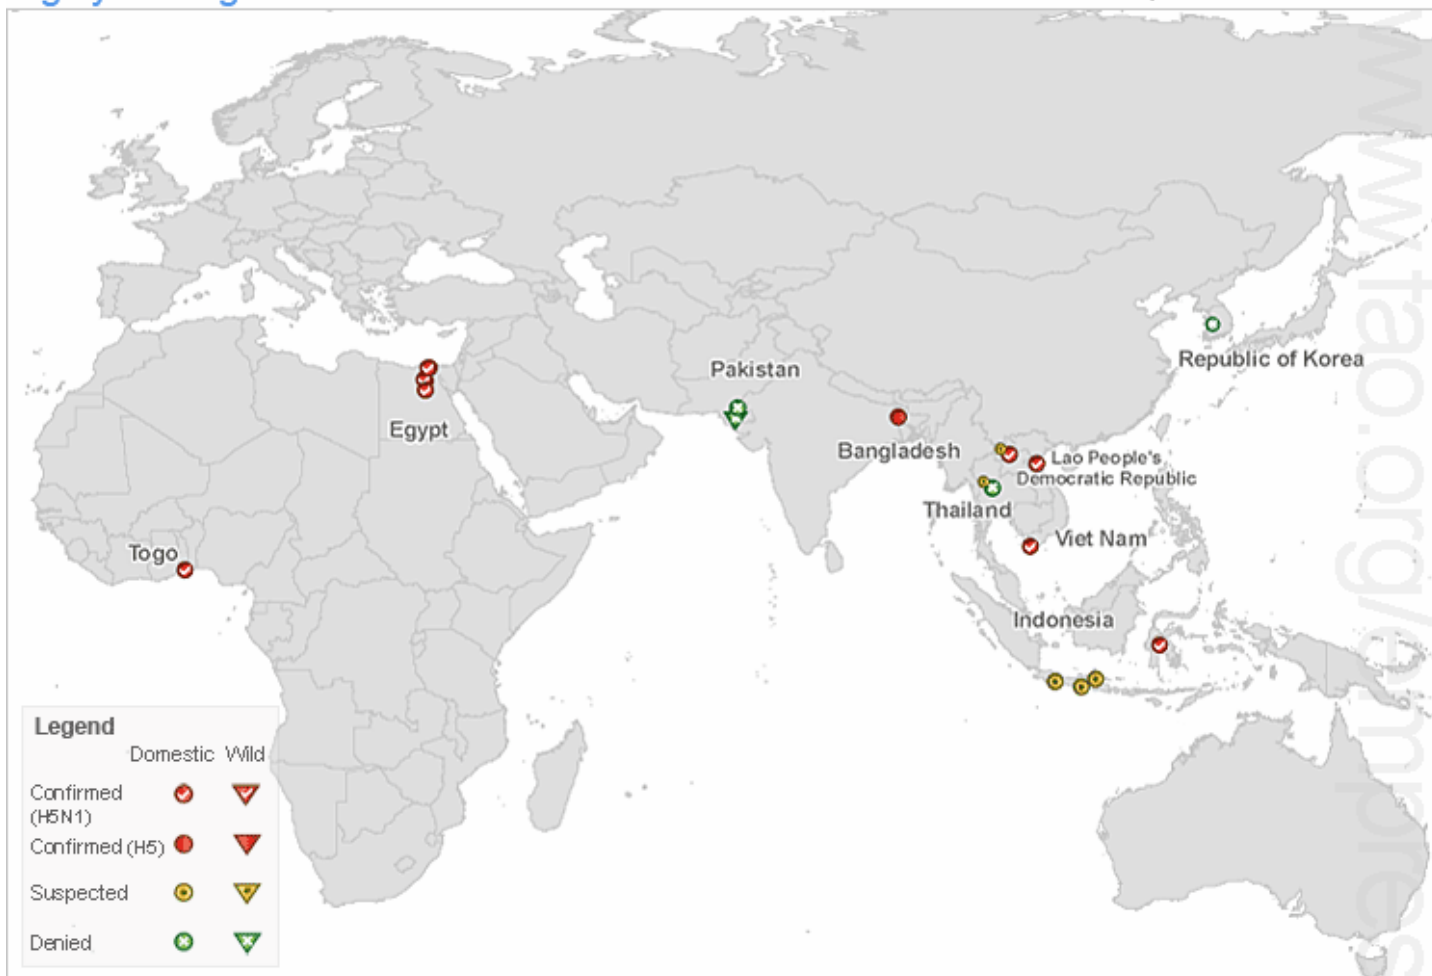 Republic of Korea
Pakistan
Egypt
Bangladesh
Lao People's
Democratic Republic
Thailand
Viet Nam
Togo
Indonesia
Legend
Domestic Wild
Confirmed
(H5N1)
Confirmed (H5)
Suspected
Denied
www.fao.org/empres